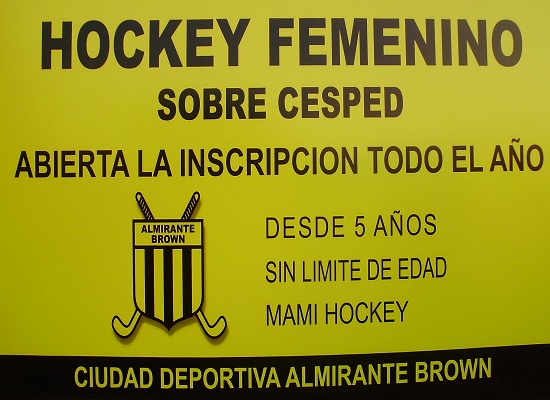 HOCKEY FEMENINO
SOBRE CESPED
ABIERTA LA INSCRIPCION TODO EL AÑO
ALMIRANTE
BROWN
DESDE 5 AÑOS
SIN LIMITE DE EDAD
MAMI HOCKEY
CIUDAD DEPORTIVA ALMIRANTE BROWN